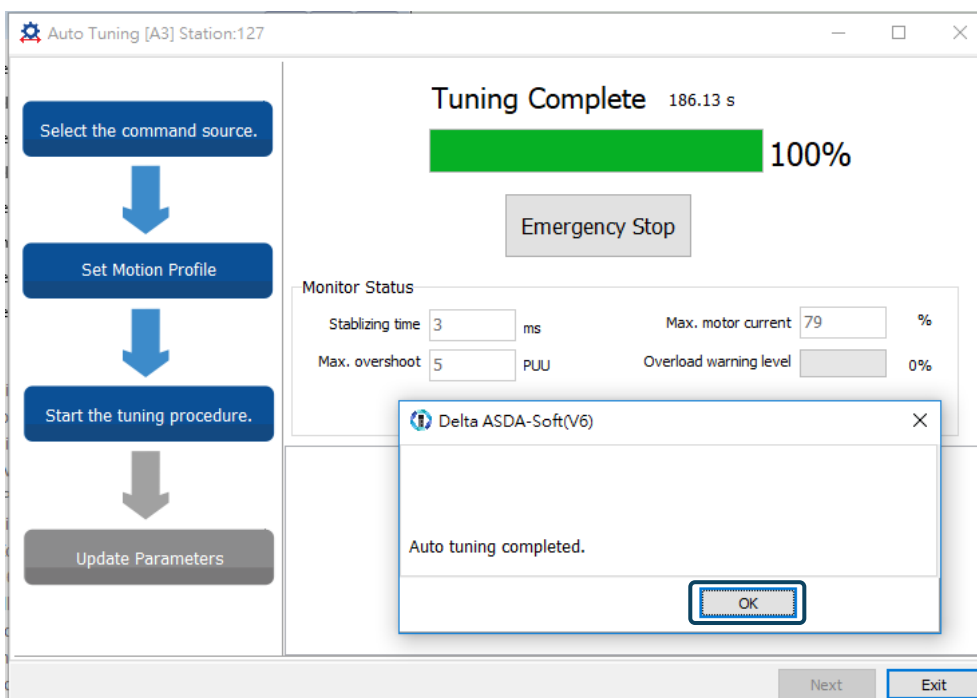 Auto Tuning [A3] Station:127
Select the command source.
Set Motion Profile
Start the tuning procedure.
Update Parameters
Tuning Complete 186.13 s
100%
Emergency Stop
Monitor Status
Stablizing time 3 ms
Max. motor current 79 %
Max. overshoot 5 PUU
Overload warning level 0%
Delta ASDA-Soft(V6)
Auto tuning completed.
OK
Next
Exit